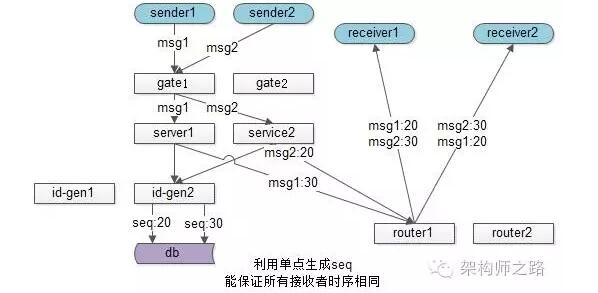 sender1
sender2
msg1
msg2
receiver1
receiver2
gate1
gate2
msg1
msg2
msg1:20
msg2:30
msg2:30
msg1:20
server1
service2
msg2:20
msg1:30
id-gen1
id-gen2
seq:20
seq:30
router1
router2
db
利用单点生成seq
能保证所有接收者时序相同
架构师之路